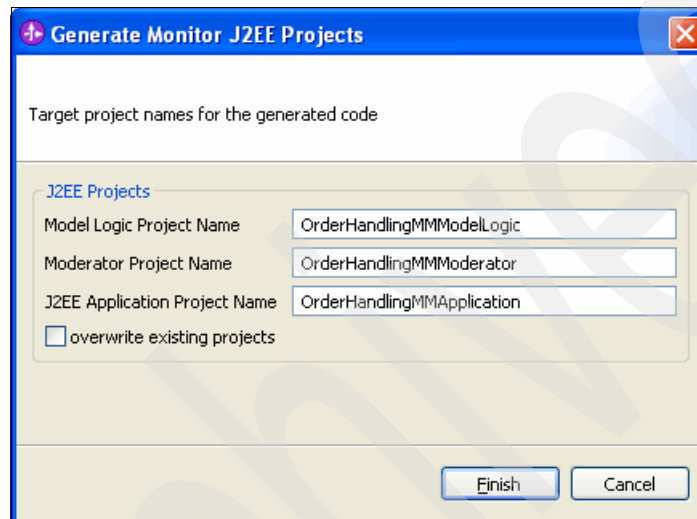 Generate Monitor J2EE Projects
Target project names for the generated code
J2EE Projects
Model Logic Project Name OrderHandlingMMModelLogic
Moderator Project Name OrderHandlingMMModerator
J2EE Application Project Name OrderHandlingMMApplication
overwrite existing projects
Finish Cancel